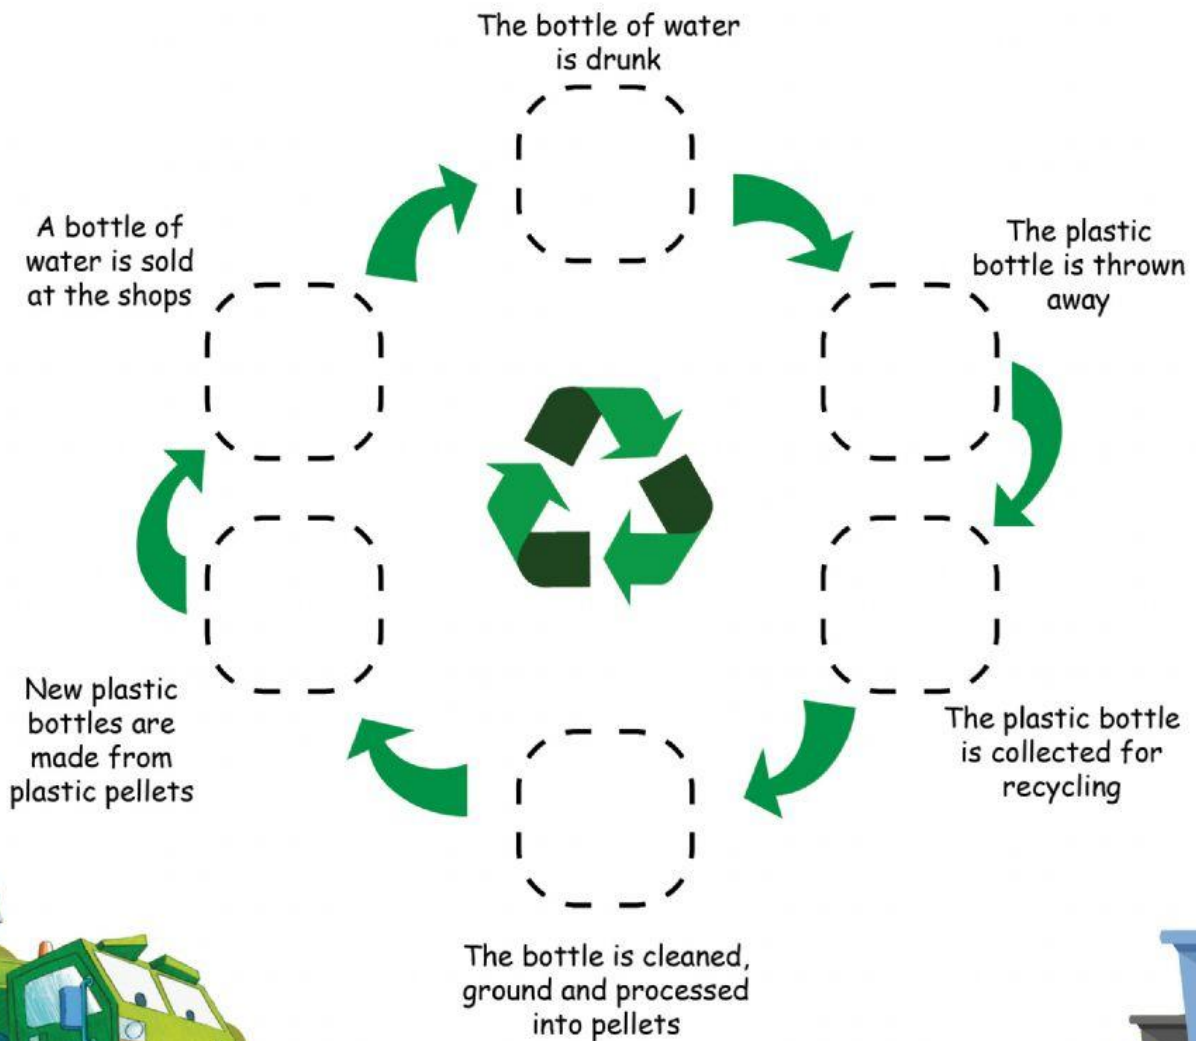 The bottle of water
is drunk
The plastic
bottle is thrown
away
The plastic bottle
is collected for
recycling
The bottle is cleaned,
ground and processed
into pellets
New plastic
bottles are
made from
plastic pellets
A bottle of
water is sold
at the shops